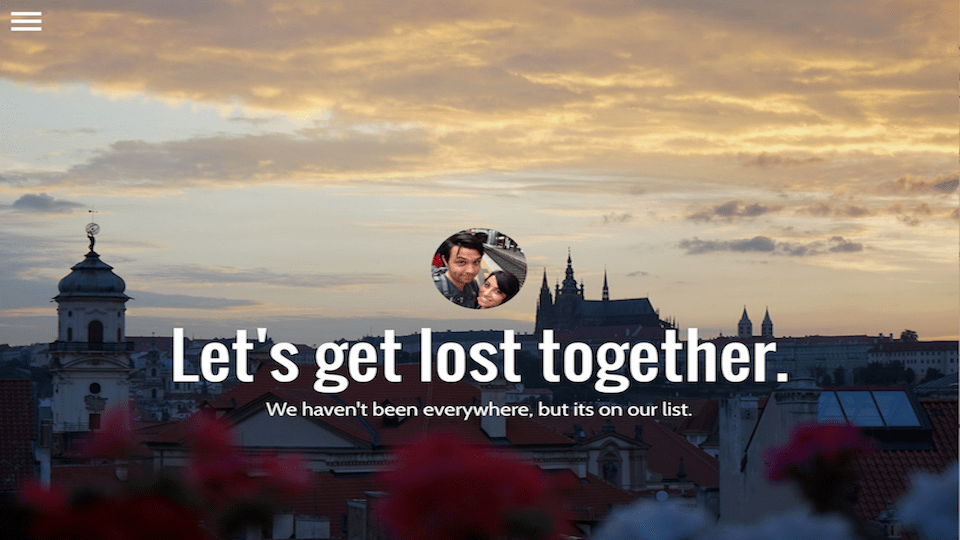 Let's get lost together.
We haven't been everywhere, but its on our list.